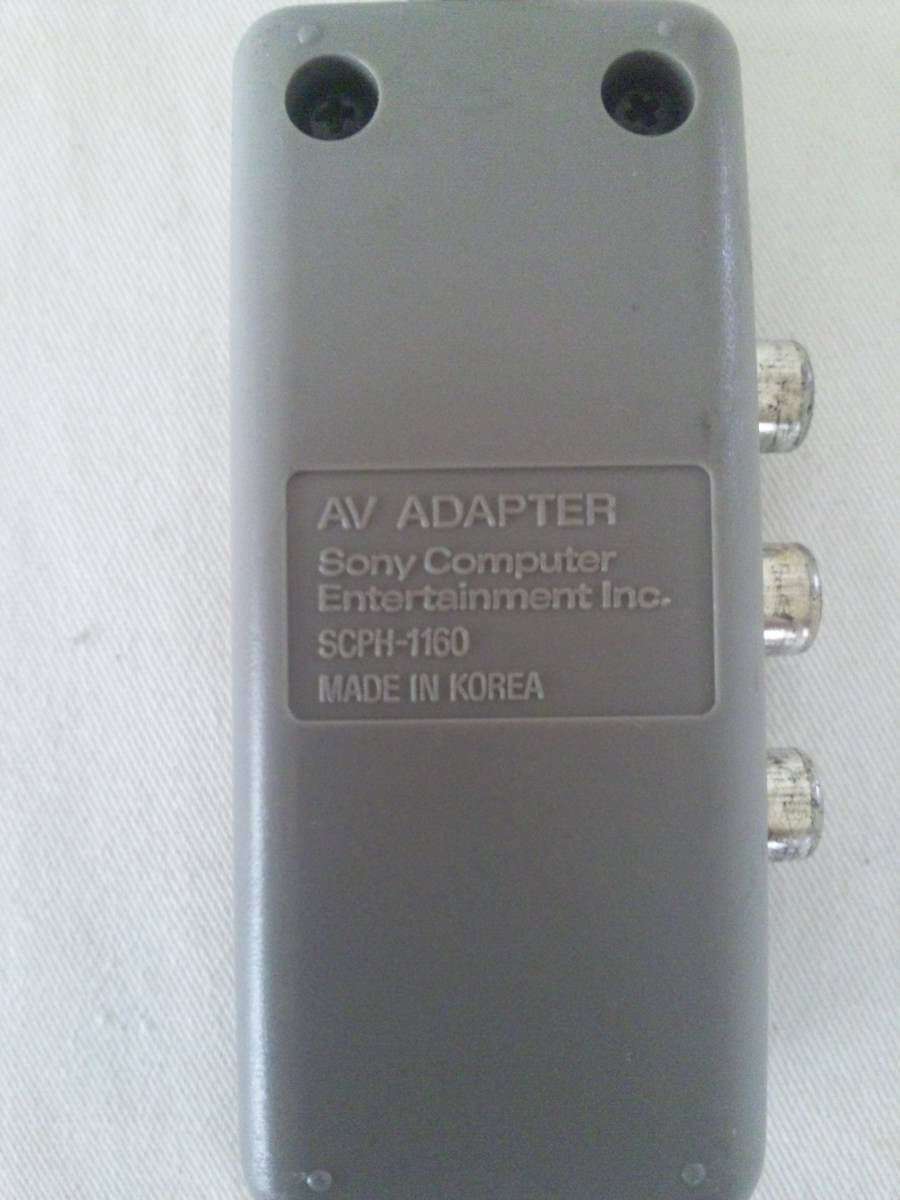 AV ADAPTER
Sony Computer
Entertainment Inc.
SCPH-1160
MADE IN KOREA